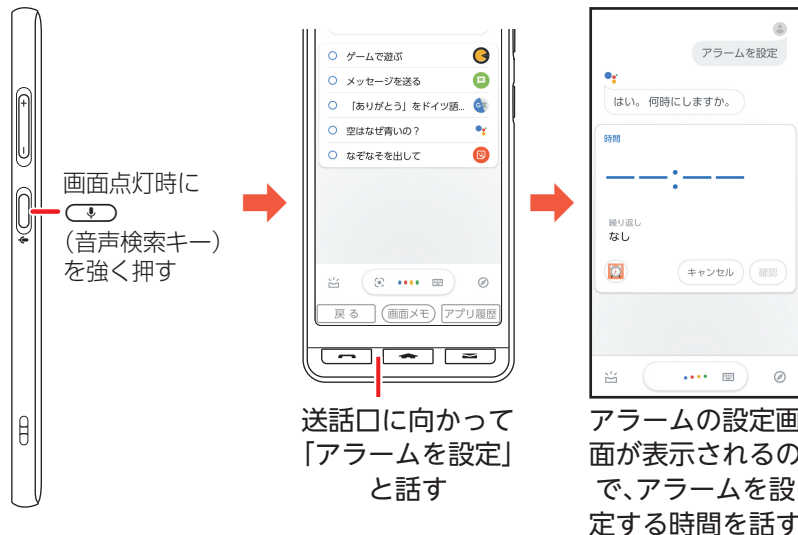 画面点灯時に
（音声検索キー）
を強く押す
ゲームで遊ぶ
メッセージを送る
「ありがとう」をドイツ語...
空はなぜ青いの？
なぞなぞを出して
戻る
画面メモ
アプリ履歴
送話口に向かって
「アラームを設定」
と話す
アラームを設定
はい。何時にしますか。
時間
繰り返し
なし
キャンセル
確認
アラームの設定画
面が表示されるの
で、アラームを設
定する時間を話す